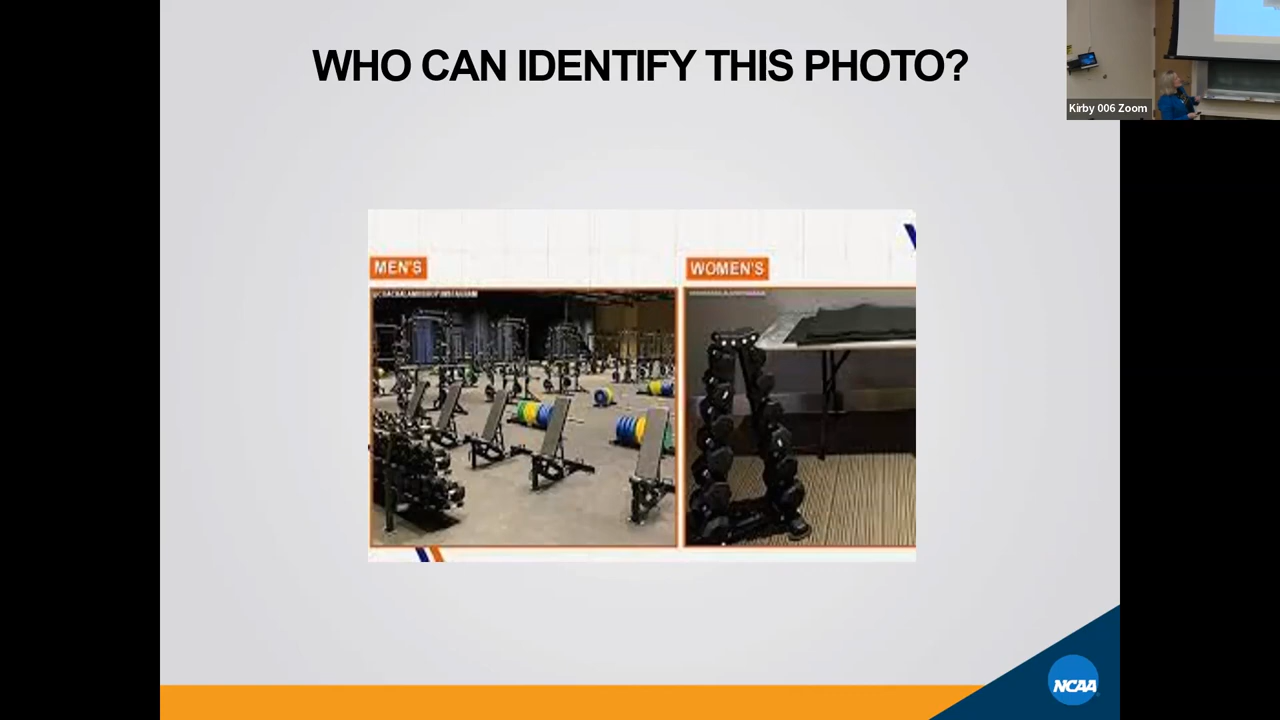 WHO CAN IDENTIFY THIS PHOTO?
Kirby 006 Zoom
MEN'S
WOMEN'S
NCAA